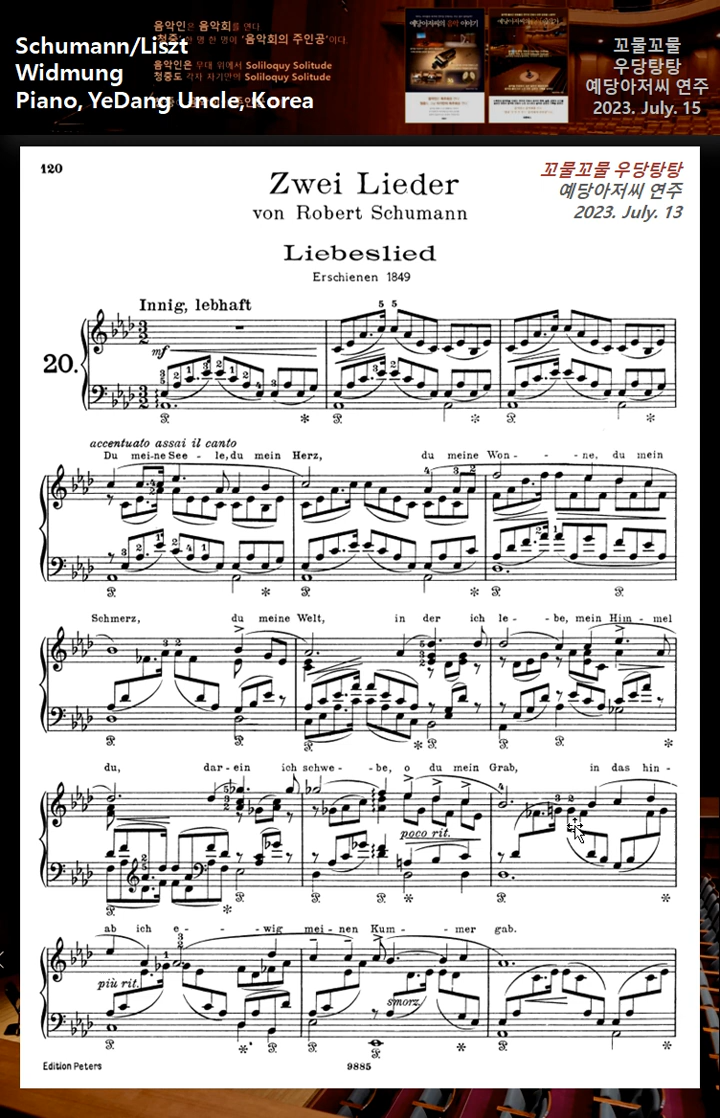 Schumann/Liszt
Widmung
Piano, YeDang Uncle, Korea
음악인은 음악회를 연다
청중도 한 명 한 명이 '음악회의 주인공'이다.
음악인은 무대 위에서 Soliloquy Solitude
청중도 각자 자기만의 Soliloquy Solitude
꼬물꼬물
우당탕탕
예당아저씨 연주
2023. July. 15
120
꼬물꼬물 우당탕탕
예당아저씨 연주
2023. July. 13
Zwei Lieder
von Robert Schumann
Liebeslied
Erschienen 1849
Innig, lebhaft
20.
mf
accentuato assai il canto
Du mei-ne See - le, du mein Herz, du meine Won - - - ne, du mein
Schmerz, du meine Welt, in der ich le - - be, mein Him - mel
du, dar-ein ich schwe - - be, o du mein Grab, in das hin-
poco rit.
ab ich e - - - wig mei - nen Kum - - mer gab.
più rit.
smorz.
Edition Peters
9885